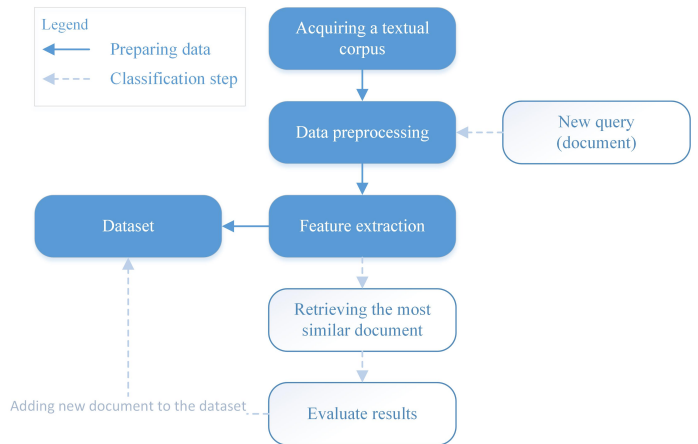 Legend
Preparing data
Classification step
Acquiring a textual
corpus
Data preprocessing
New query
(document)
Dataset
Feature extraction
Retrieving the most
similar document
Adding new document to the dataset
Evaluate results